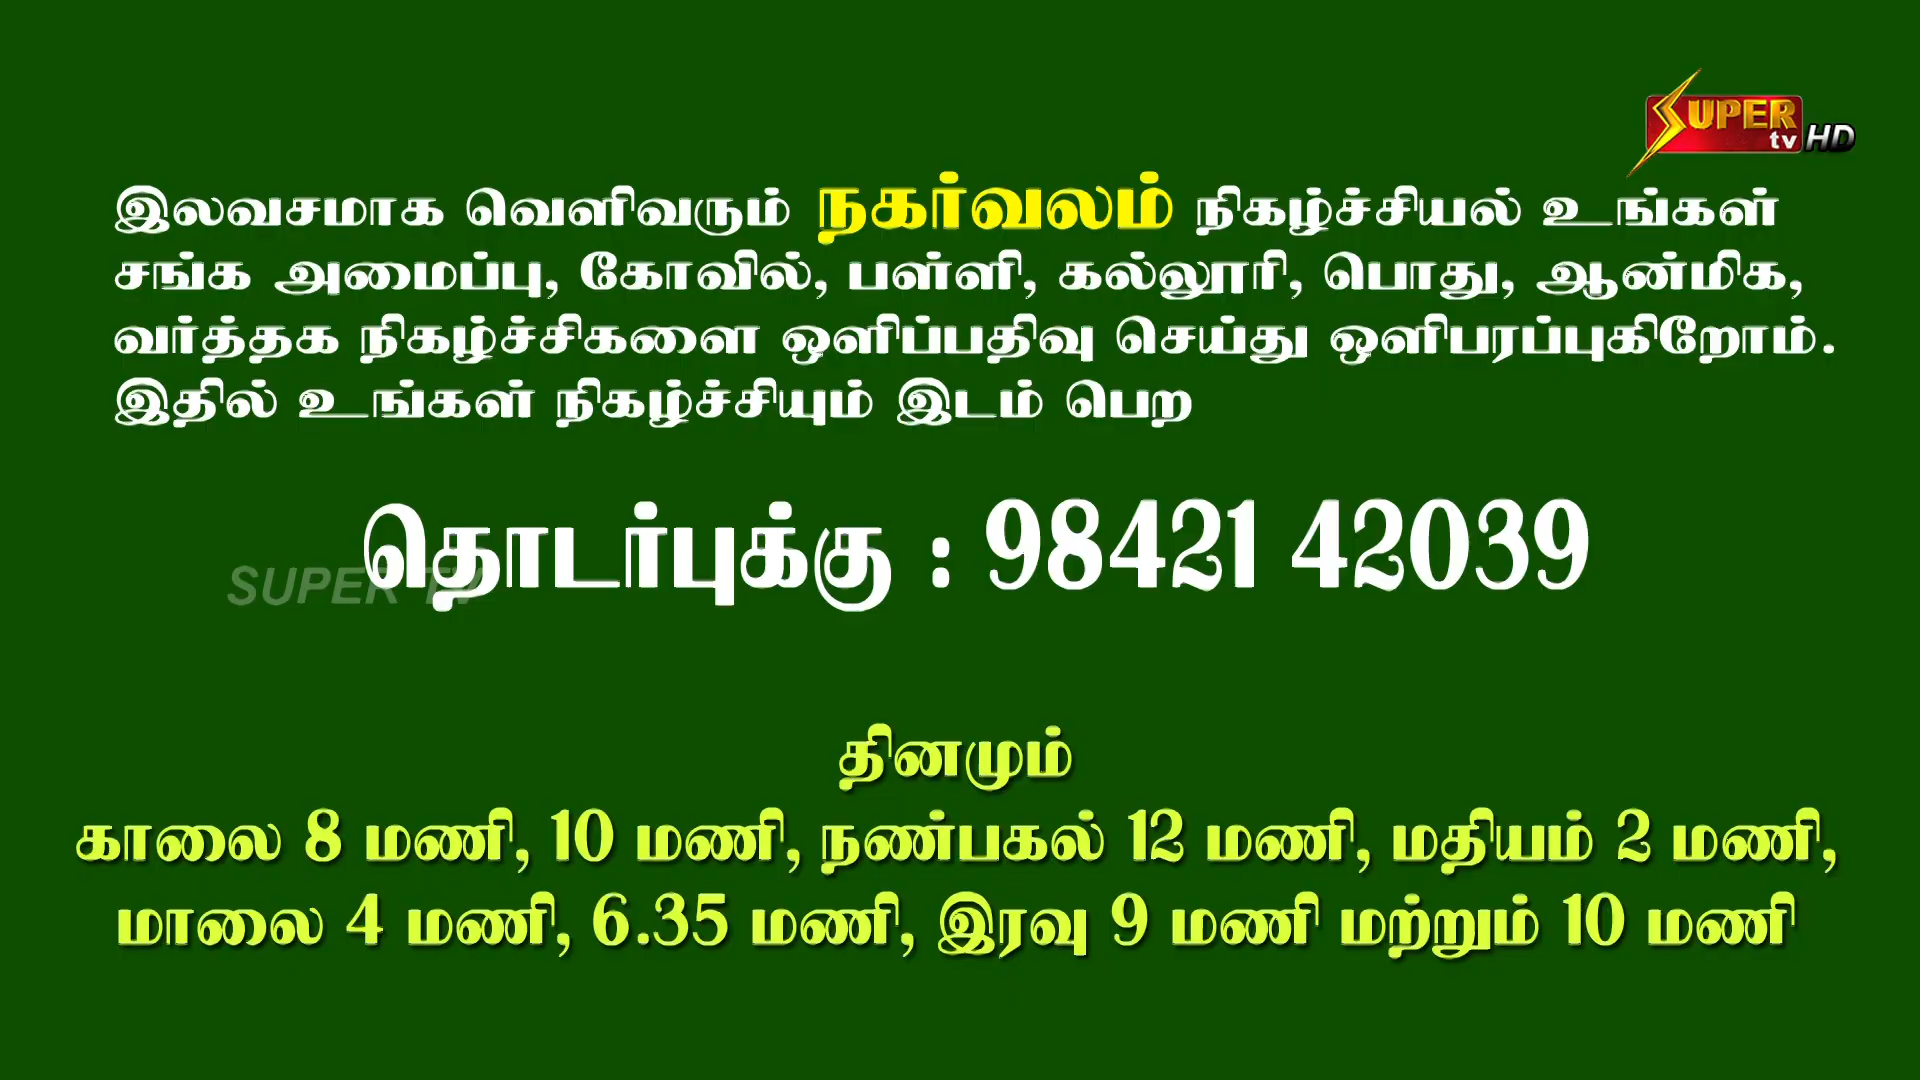 SUPER
tv HD
இலவசமாக வெளிவரும் நகர்வலம் நிகழ்ச்சியல் உங்கள்
சங்க அமைப்பு, கோவில், பள்ளி, கல்லூரி, பொது, ஆன்மிக,
வர்த்தக நிகழ்ச்சிகளை ஒளிப்பதிவு செய்து ஒளிபரப்புகிறோம்.
இதில் உங்கள் நிகழ்ச்சியும் இடம் பெற
தொடர்புக்கு : 98421 42039
SUPER TV
தினமும்
காலை 8 மணி, 10 மணி, நண்பகல் 12 மணி, மதியம் 2 மணி,
மாலை 4 மணி, 6.35 மணி, இரவு 9 மணி மற்றும் 10 மணி